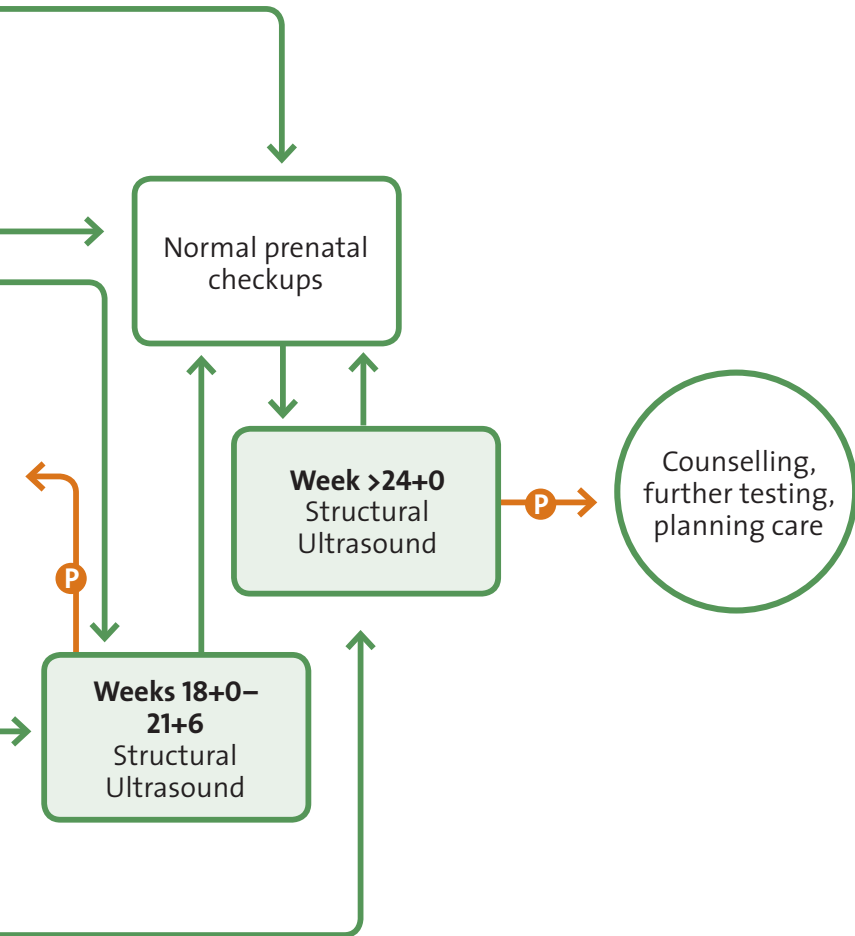 Normal prenatal
checkups
Week >24+0
Structural
Ultrasound
P
Counselling,
further testing,
planning care
P
Weeks 18+0–
21+6
Structural
Ultrasound